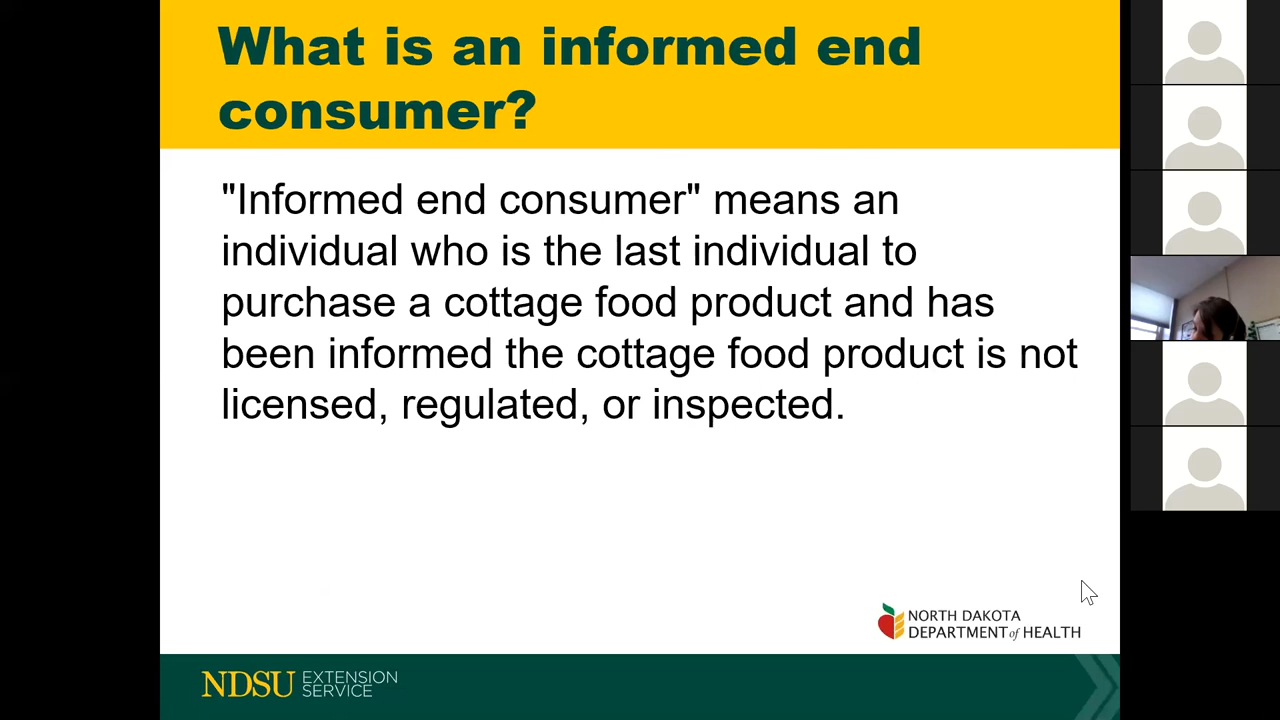 What is an informed end
consumer?
"Informed end consumer" means an
individual who is the last individual to
purchase a cottage food product and has
been informed the cottage food product is not
licensed, regulated, or inspected.
NORTH DAKOTA
DEPARTMENT of HEALTH
NDSU EXTENSION
SERVICE